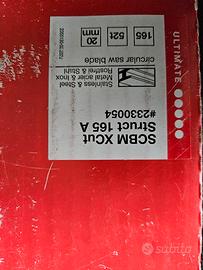 SCBM XCut
Struct 165 A
#2330054
Stainless & Steel
Metal acier & Inox
Rostfrei & Stahl
circular saw blade
165
52t
20
mm
ULTIMATE
subito